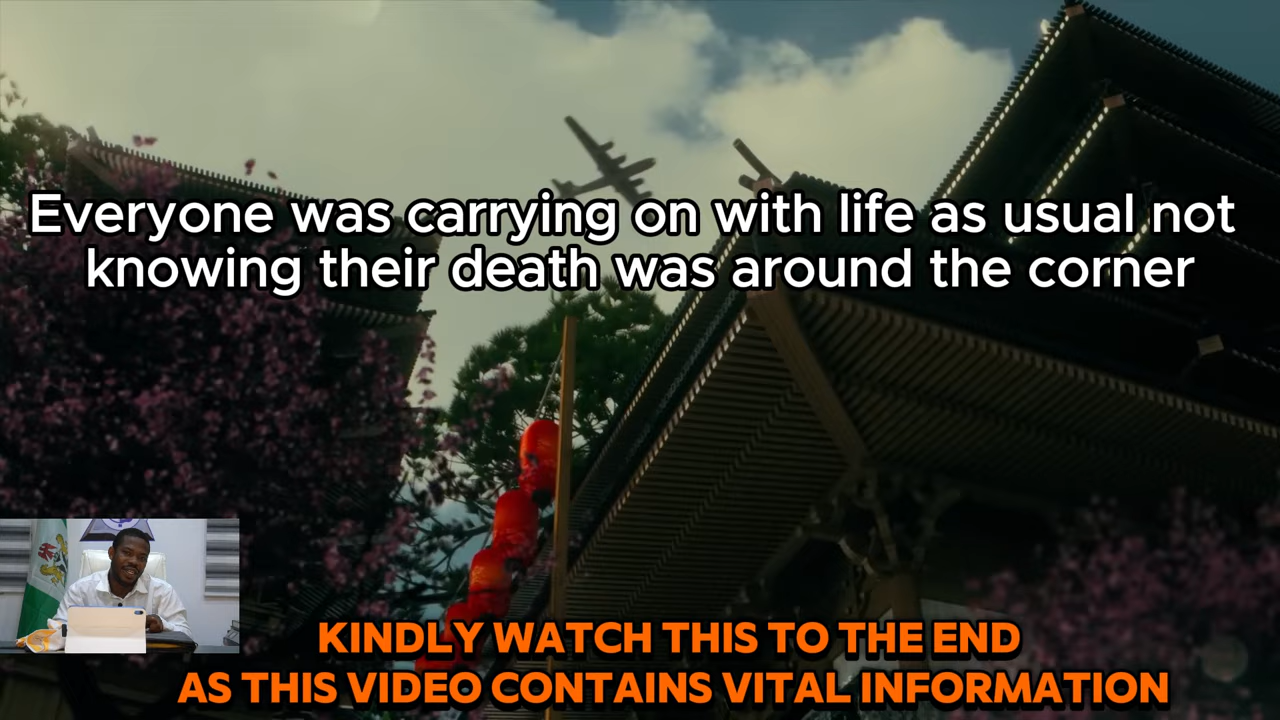 Everyone was carrying on with life as usual not
knowing their death was around the corner
KINDLY WATCH THIS TO THE END
AS THIS VIDEO CONTAINS VITAL INFORMATION